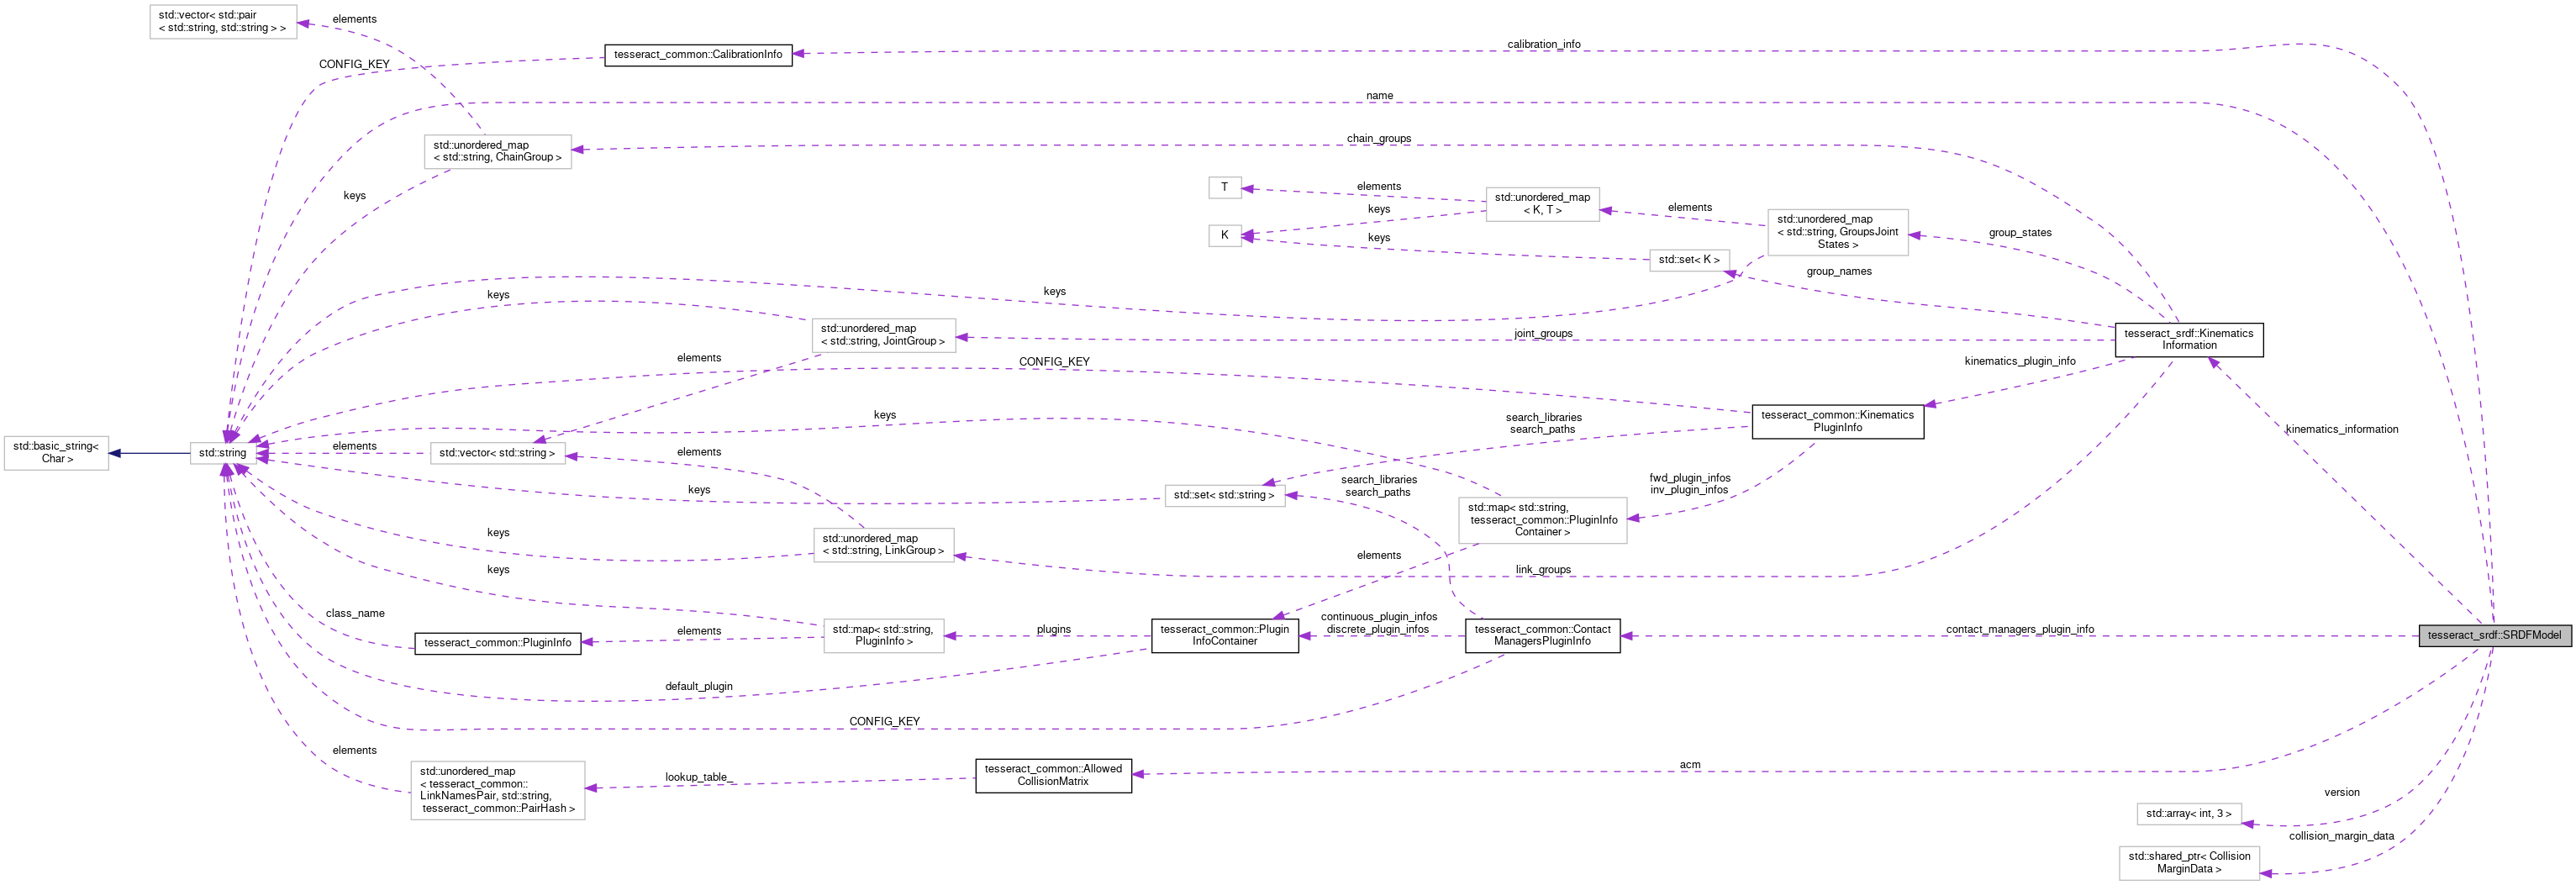 std::vector< std::pair
< std::string, std::string > >
elements
CONFIG_KEY
tesseract_common::CalibrationInfo
calibration_info
name
std::unordered_map
< std::string, ChainGroup >
chain_groups
keys
T
elements
keys
K
keys
std::unordered_map
< K, T >
elements
std::unordered_map
< std::string, GroupsJoint
States >
group_states
std::set< K >
group_names
keys
keys
std::unordered_map
< std::string, JointGroup >
joint_groups
tesseract_srdf::Kinematics
Information
elements
CONFIG_KEY
kinematics_plugin_info
keys
search_libraries
search_paths
tesseract_common::Kinematics
PluginInfo
kinematics_information
std::basic_string<
Char >
std::string
elements
std::vector< std::string >
elements
keys
std::set< std::string >
search_libraries
search_paths
fwd_plugin_infos
inv_plugin_infos
std::map< std::string,
tesseract_common::PluginInfo
Container >
keys
std::unordered_map
< std::string, LinkGroup >
elements
link_groups
keys
class_name
tesseract_common::PluginInfo
elements
std::map< std::string,
PluginInfo >
plugins
tesseract_common::Plugin
InfoContainer
continuous_plugin_infos
discrete_plugin_infos
tesseract_common::Contact
ManagersPluginInfo
contact_managers_plugin_info
tesseract_srdf::SRDFModel
default_plugin
CONFIG_KEY
elements
std::unordered_map
< tesseract_common::
LinkNamesPair, std::string,
tesseract_common::PairHash >
lookup_table_
tesseract_common::Allowed
CollisionMatrix
acm
version
std::array< int, 3 >
collision_margin_data
std::shared_ptr< Collision
MarginData >